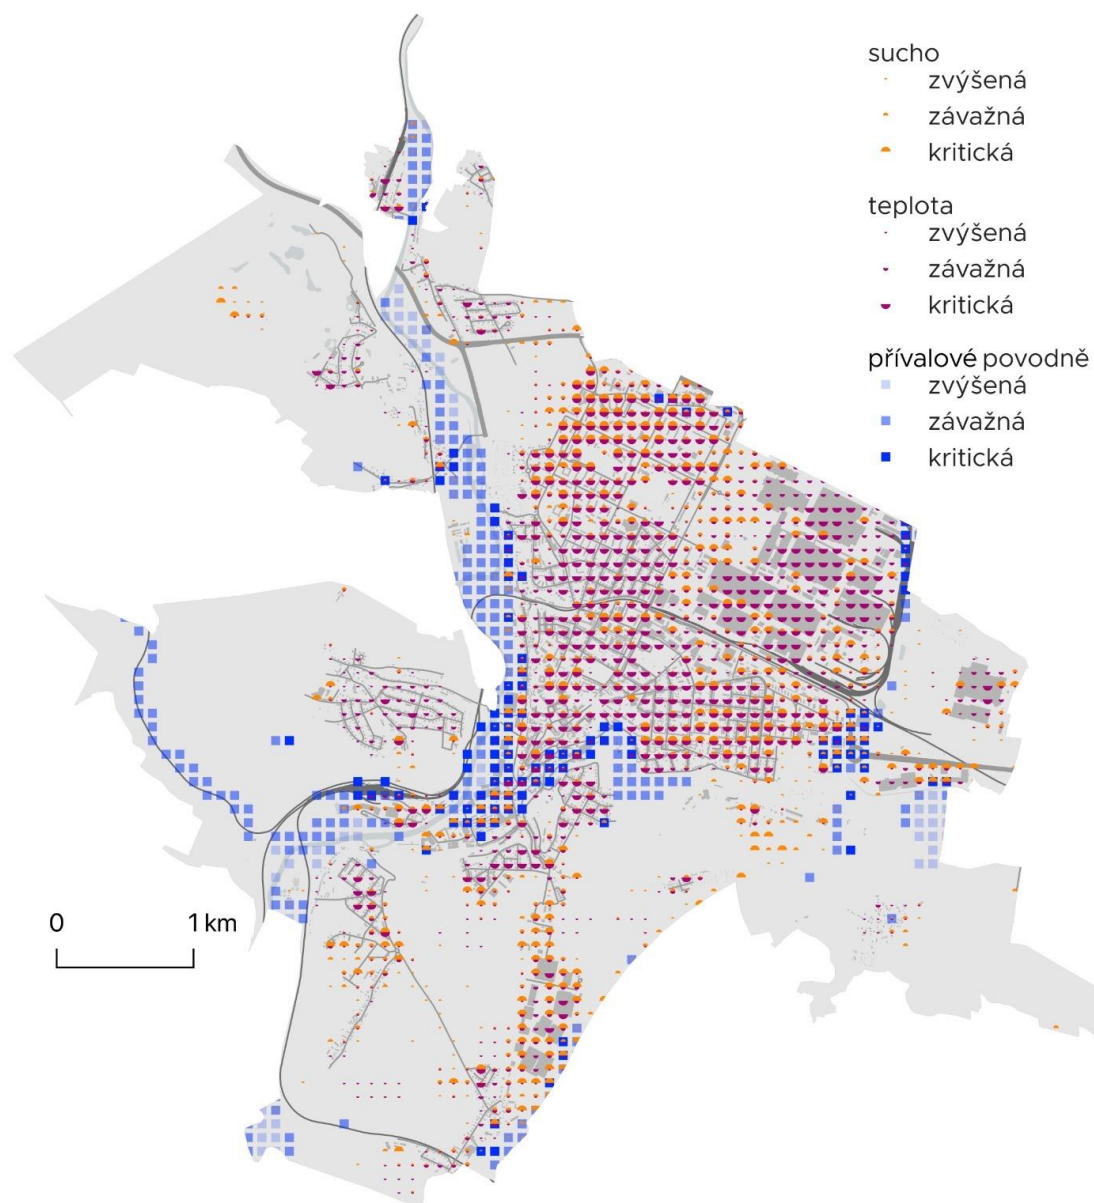 sucho
zvýšená
závažná
kritická
teplota
zvýšená
závažná
kritická
přívalové povodně
zvýšená
závažná
kritická
0 1 km